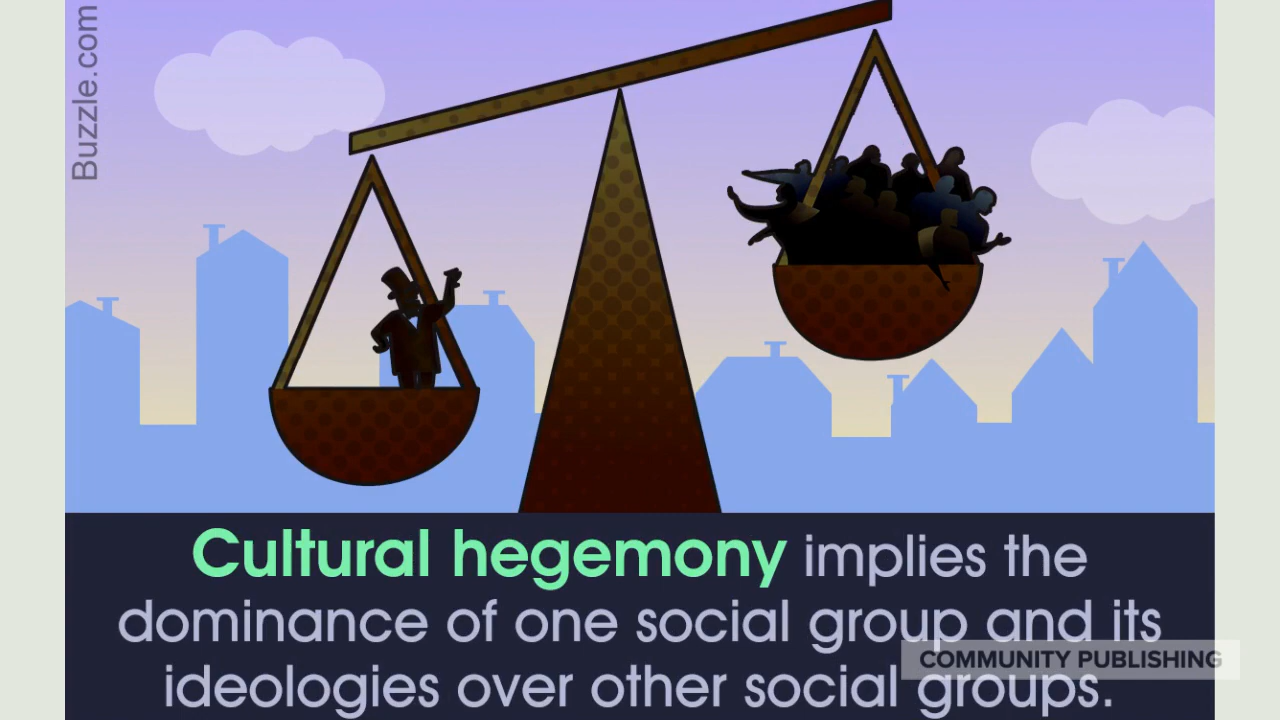 Buzzle.com
Cultural hegemony implies the
dominance of one social group and its
ideologies over other social groups.
COMMUNITY PUBLISHING